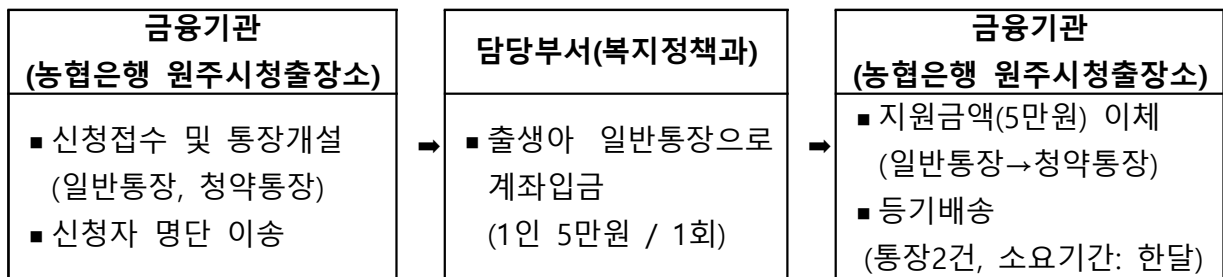 금융기관
(농협은행 원주시청출장소)
■ 신청접수 및 통장개설
(일반통장, 청약통장)
■ 신청자 명단 이송
➡
담당부서(복지정책과)
■ 출생아 일반통장으로
계좌입금
(1인 5만원 / 1회)
➡
금융기관
(농협은행 원주시청출장소)
■ 지원금액(5만원) 이체
(일반통장→청약통장)
■ 등기배송
(통장2건, 소요기간: 한달)